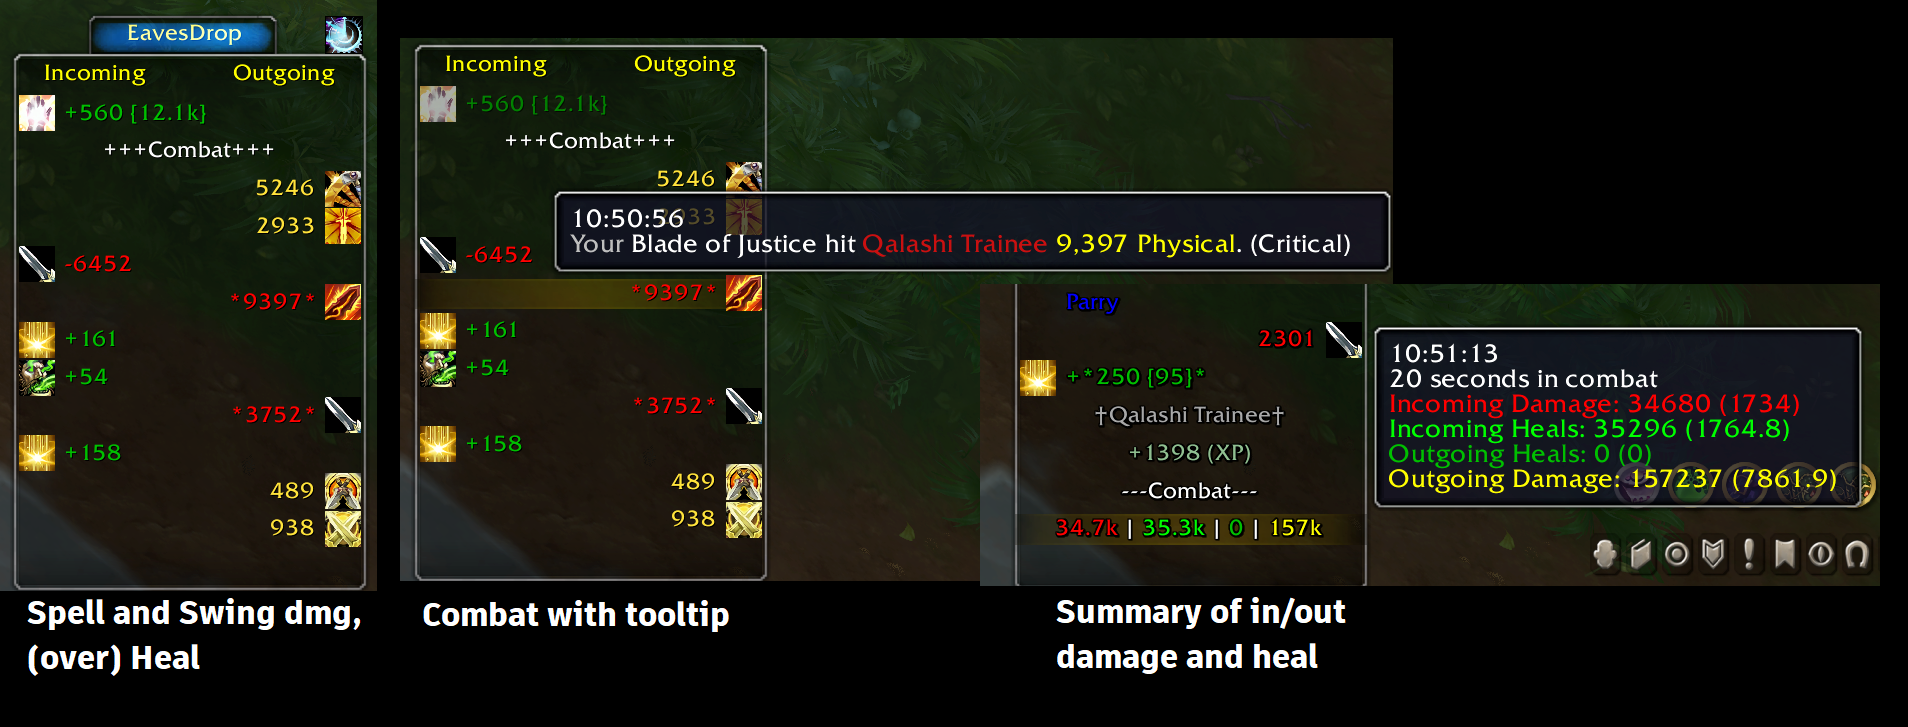 EavesDrop
Incoming Outgoing
+560 {12.1k}
+++Combat+++
5246
2933
-6452
*9397*
+161
+54
*3752*
+158
489
938
Spell and Swing dmg,
(over) Heal
Incoming Outgoing
+560 {12.1k}
+++Combat+++
5246
2933
10:50:56
Your Blade of Justice hit Qalashi Trainee 9,397 Physical. (Critical)
-6452
*9397*
+161
+54
*3752*
+158
489
938
Combat with tooltip
Parry
2301
+*250 {95}*
†Qalashi Trainee†
+1398 (XP)
---Combat---
34.7k | 35.3k | 0 | 157k
10:51:13
20 seconds in combat
Incoming Damage: 34680 (1734)
Incoming Heals: 35296 (1764.8)
Outgoing Heals: 0 (0)
Outgoing Damage: 157237 (7861.9)
Summary of in/out
damage and heal